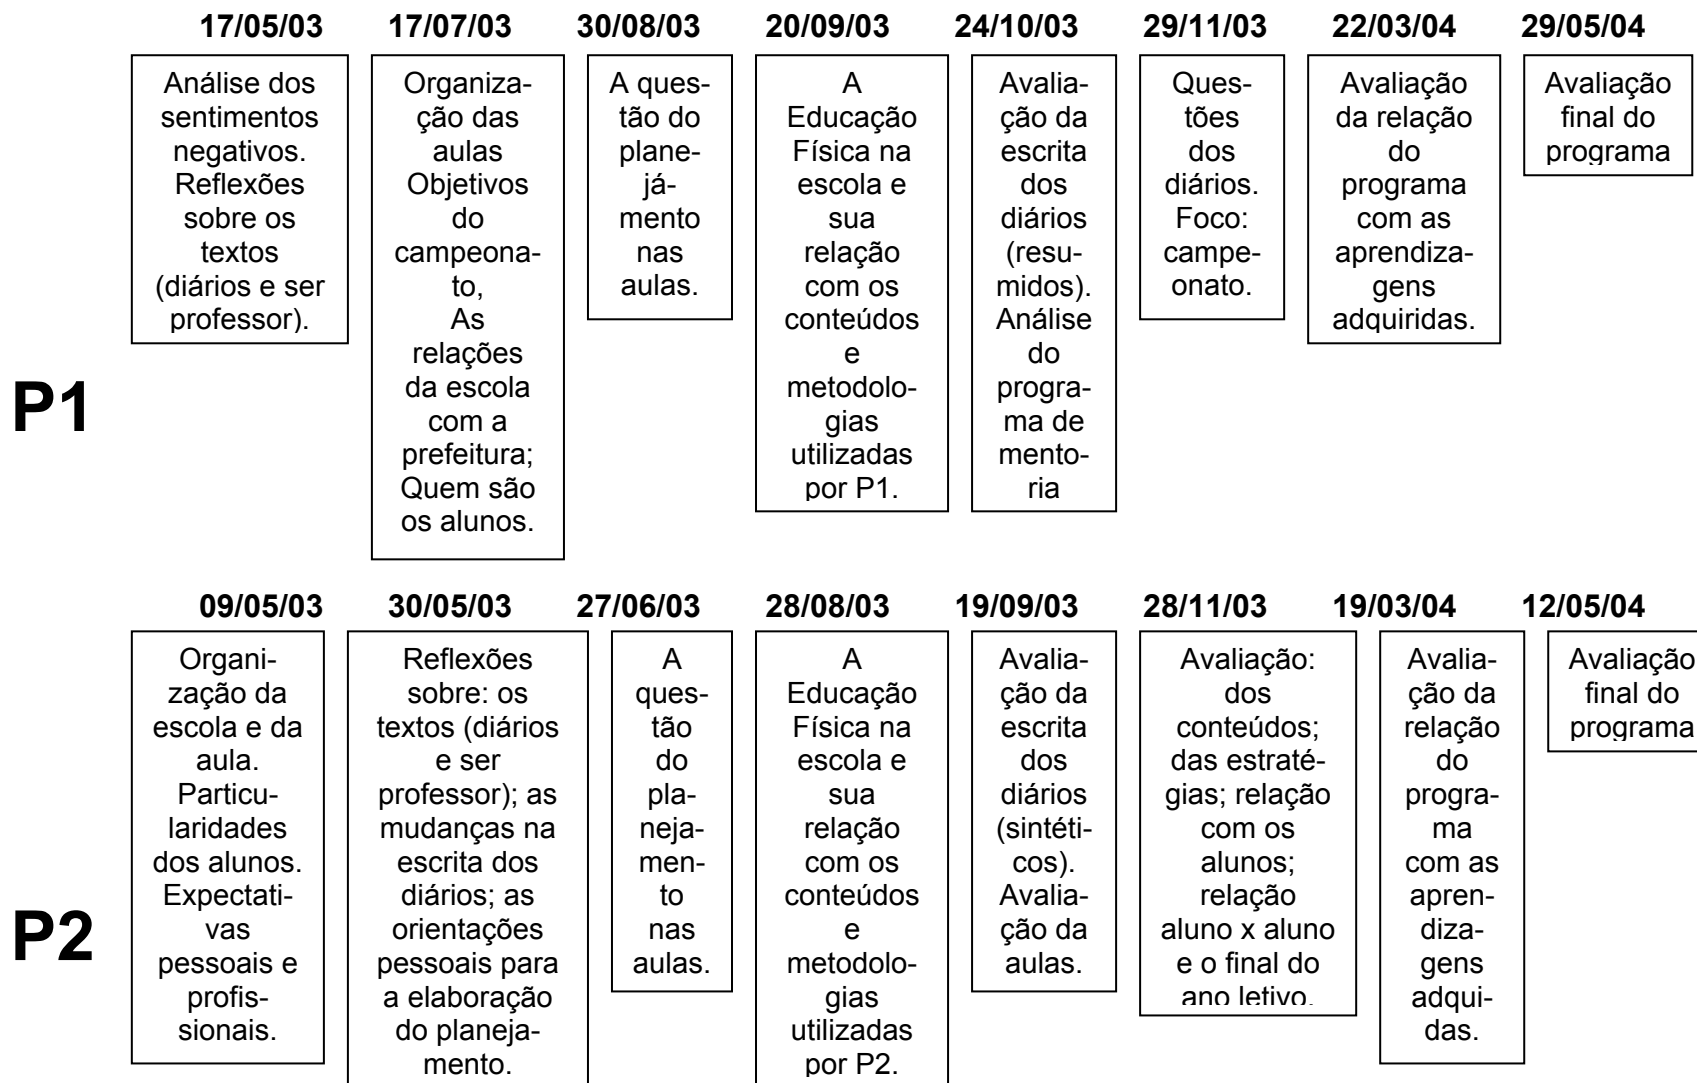 17/05/03 17/07/03 30/08/03 20/09/03 24/10/03 29/11/03 22/03/04 29/05/04
P1
Análise dos
sentimentos
negativos.
Reflexões
sobre os
textos
(diários e ser
professor).
Organiza-
ção das
aulas
Objetivos
do
campeona-
to,
As
relações
da escola
com a
prefeitura;
Quem são
os alunos.
A ques-
tão do
plane-
já-
mento
nas
aulas.
A
Educação
Física na
escola e
sua
relação
com os
conteúdos
e
metodolo-
gias
utilizadas
por P1.
Avalia-
ção da
escrita
dos
diários
(resu-
midos).
Análise
do
progra-
ma de
mento-
ria
Ques-
tões
dos
diários.
Foco:
campe-
onato.
Avaliação
da relação
do
programa
com as
aprendiza-
gens
adquiridas.
Avaliação
final do
programa
09/05/03 30/05/03 27/06/03 28/08/03 19/09/03 28/11/03 19/03/04 12/05/04
P2
Organi-
zação da
escola e da
aula.
Particu-
laridades
dos alunos.
Expectati-
vas
pessoais e
profis-
sionais.
Reflexões
sobre: os
textos (diários
e ser
professor); as
mudanças na
escrita dos
diários; as
orientações
pessoais para
a elaboração
do planeja-
mento.
A
ques-
tão
do
pla-
neja-
men-
to
nas
aulas.
A
Educação
Física na
escola e
sua
relação
com os
conteúdos
e
metodolo-
gias
utilizadas
por P2.
Avalia-
ção da
escrita
dos
diários
(sintéti-
cos).
Avalia-
ção da
aulas.
Avaliação:
dos
conteúdos;
das estraté-
gias; relação
com os
alunos;
relação
aluno x aluno
e o final do
ano letivo.
Avalia-
ção da
relação
do
progra-
ma
com as
apren-
diza-
gens
adqui-
das.
Avaliação
final do
programa